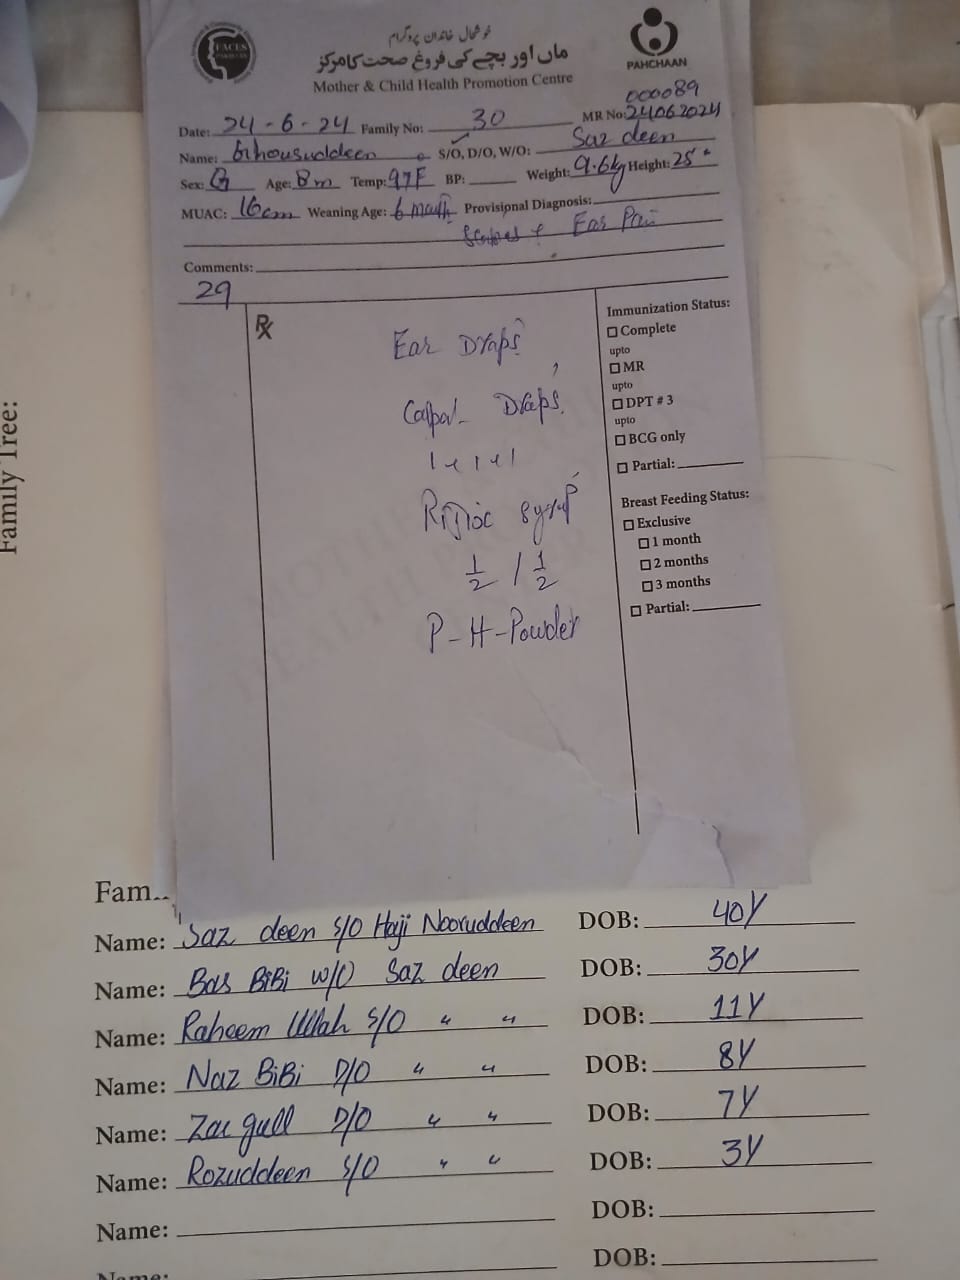 خوشحال خاندان پروگرام
ماں اور بچے کی فروغ صحت کا مرکز
Mother & Child Health Promotion Centre
FACES
PAHCHAAN
000089
Date: 24-6-24 Family No: 30 MR No: 24062024
Name: S/O, D/O, W/O: Saz deen
Sex: Age: 8m Temp: 97F BP: Weight: 9.6kg Height: 25"
MUAC: 16cm Weaning Age: 6 month Provisional Diagnosis:
Ear Pain
Comments:
29
Rx
Ear Drops
Calpol Drops
1+1+1
syrup
1/2 / 1/2
P-H-Powder
Immunization Status:
Complete
upto
MR
upto
DPT # 3
upto
BCG only
Partial:
Breast Feeding Status:
Exclusive
1 month
2 months
3 months
Partial:
Family Tree:
Fam
Name: Saz deen S/O Haji Nooruddeen DOB: 40Y
Name: Bas BiBi W/O Saz deen DOB: 30Y
Name: Raheem Ullah S/O " " DOB: 11Y
Name: Naz BiBi D/O " " DOB: 8Y
Name: Zar gull D/O " " DOB: 7Y
Name: Rozuddeen S/O " " DOB: 3Y
Name: DOB:
Name: DOB: